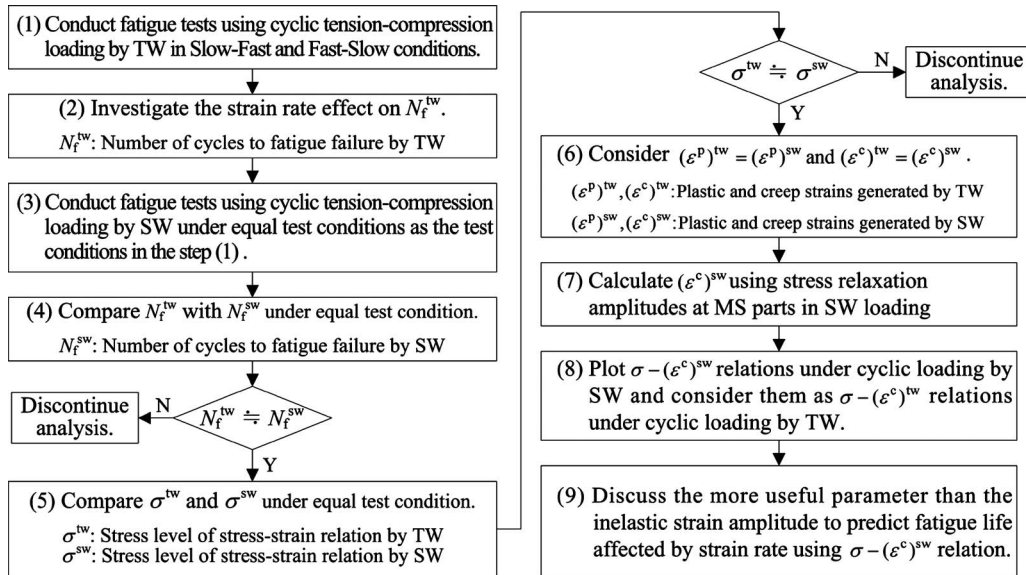 (1) Conduct fatigue tests using cyclic tension-compression
loading by TW in Slow-Fast and Fast-Slow conditions.
(2) Investigate the strain rate effect on N_f^tw.
N_f^tw: Number of cycles to fatigue failure by TW
(3) Conduct fatigue tests using cyclic tension-compression
loading by SW under equal test conditions as the test
conditions in the step (1) .
(4) Compare N_f^tw with N_f^sw under equal test condition.
N_f^sw: Number of cycles to fatigue failure by SW
Discontinue
analysis.
N
N_f^tw ≒ N_f^sw
Y
(5) Compare σ^tw and σ^sw under equal test condition.
σ^tw: Stress level of stress-strain relation by TW
σ^sw: Stress level of stress-strain relation by SW
σ^tw ≒ σ^sw
N
Discontinue
analysis.
Y
(6) Consider (ε^p)^tw = (ε^p)^sw and (ε^c)^tw = (ε^c)^sw .
(ε^p)^tw,(ε^c)^tw:Plastic and creep strains generated by TW
(ε^p)^sw,(ε^c)^sw:Plastic and creep strains generated by SW
(7) Calculate (ε^c)^sw using stress relaxation
amplitudes at MS parts in SW loading
(8) Plot σ−(ε^c)^sw relations under cyclic loading by
SW and consider them as σ−(ε^c)^tw relations
under cyclic loading by TW.
(9) Discuss the more useful parameter than the
inelastic strain amplitude to predict fatigue life
affected by strain rate using σ−(ε^c)^sw relation.